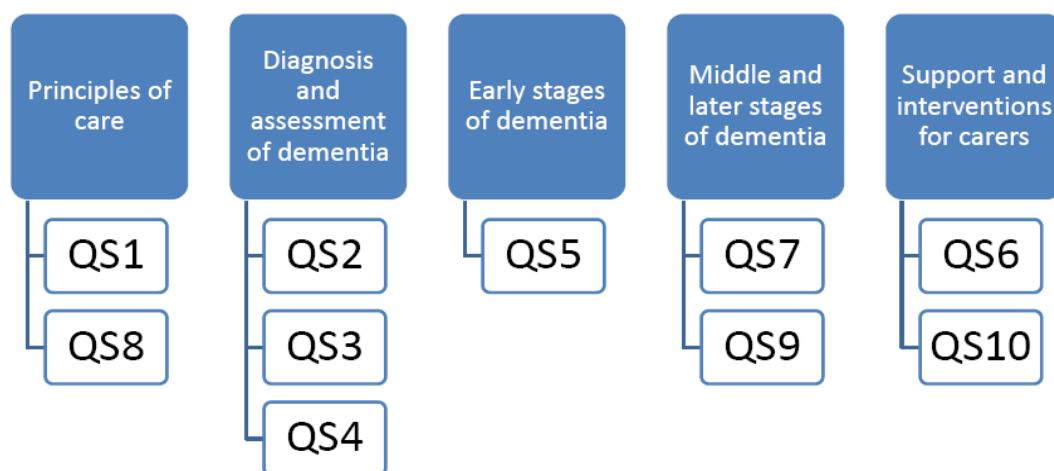 Principles of
care
QS1
QS8
Diagnosis
and
assessment
of dementia
QS2
QS3
QS4
Early stages
of dementia
QS5
Middle and
later stages
of dementia
QS7
QS9
Support and
interventions
for carers
QS6
QS10